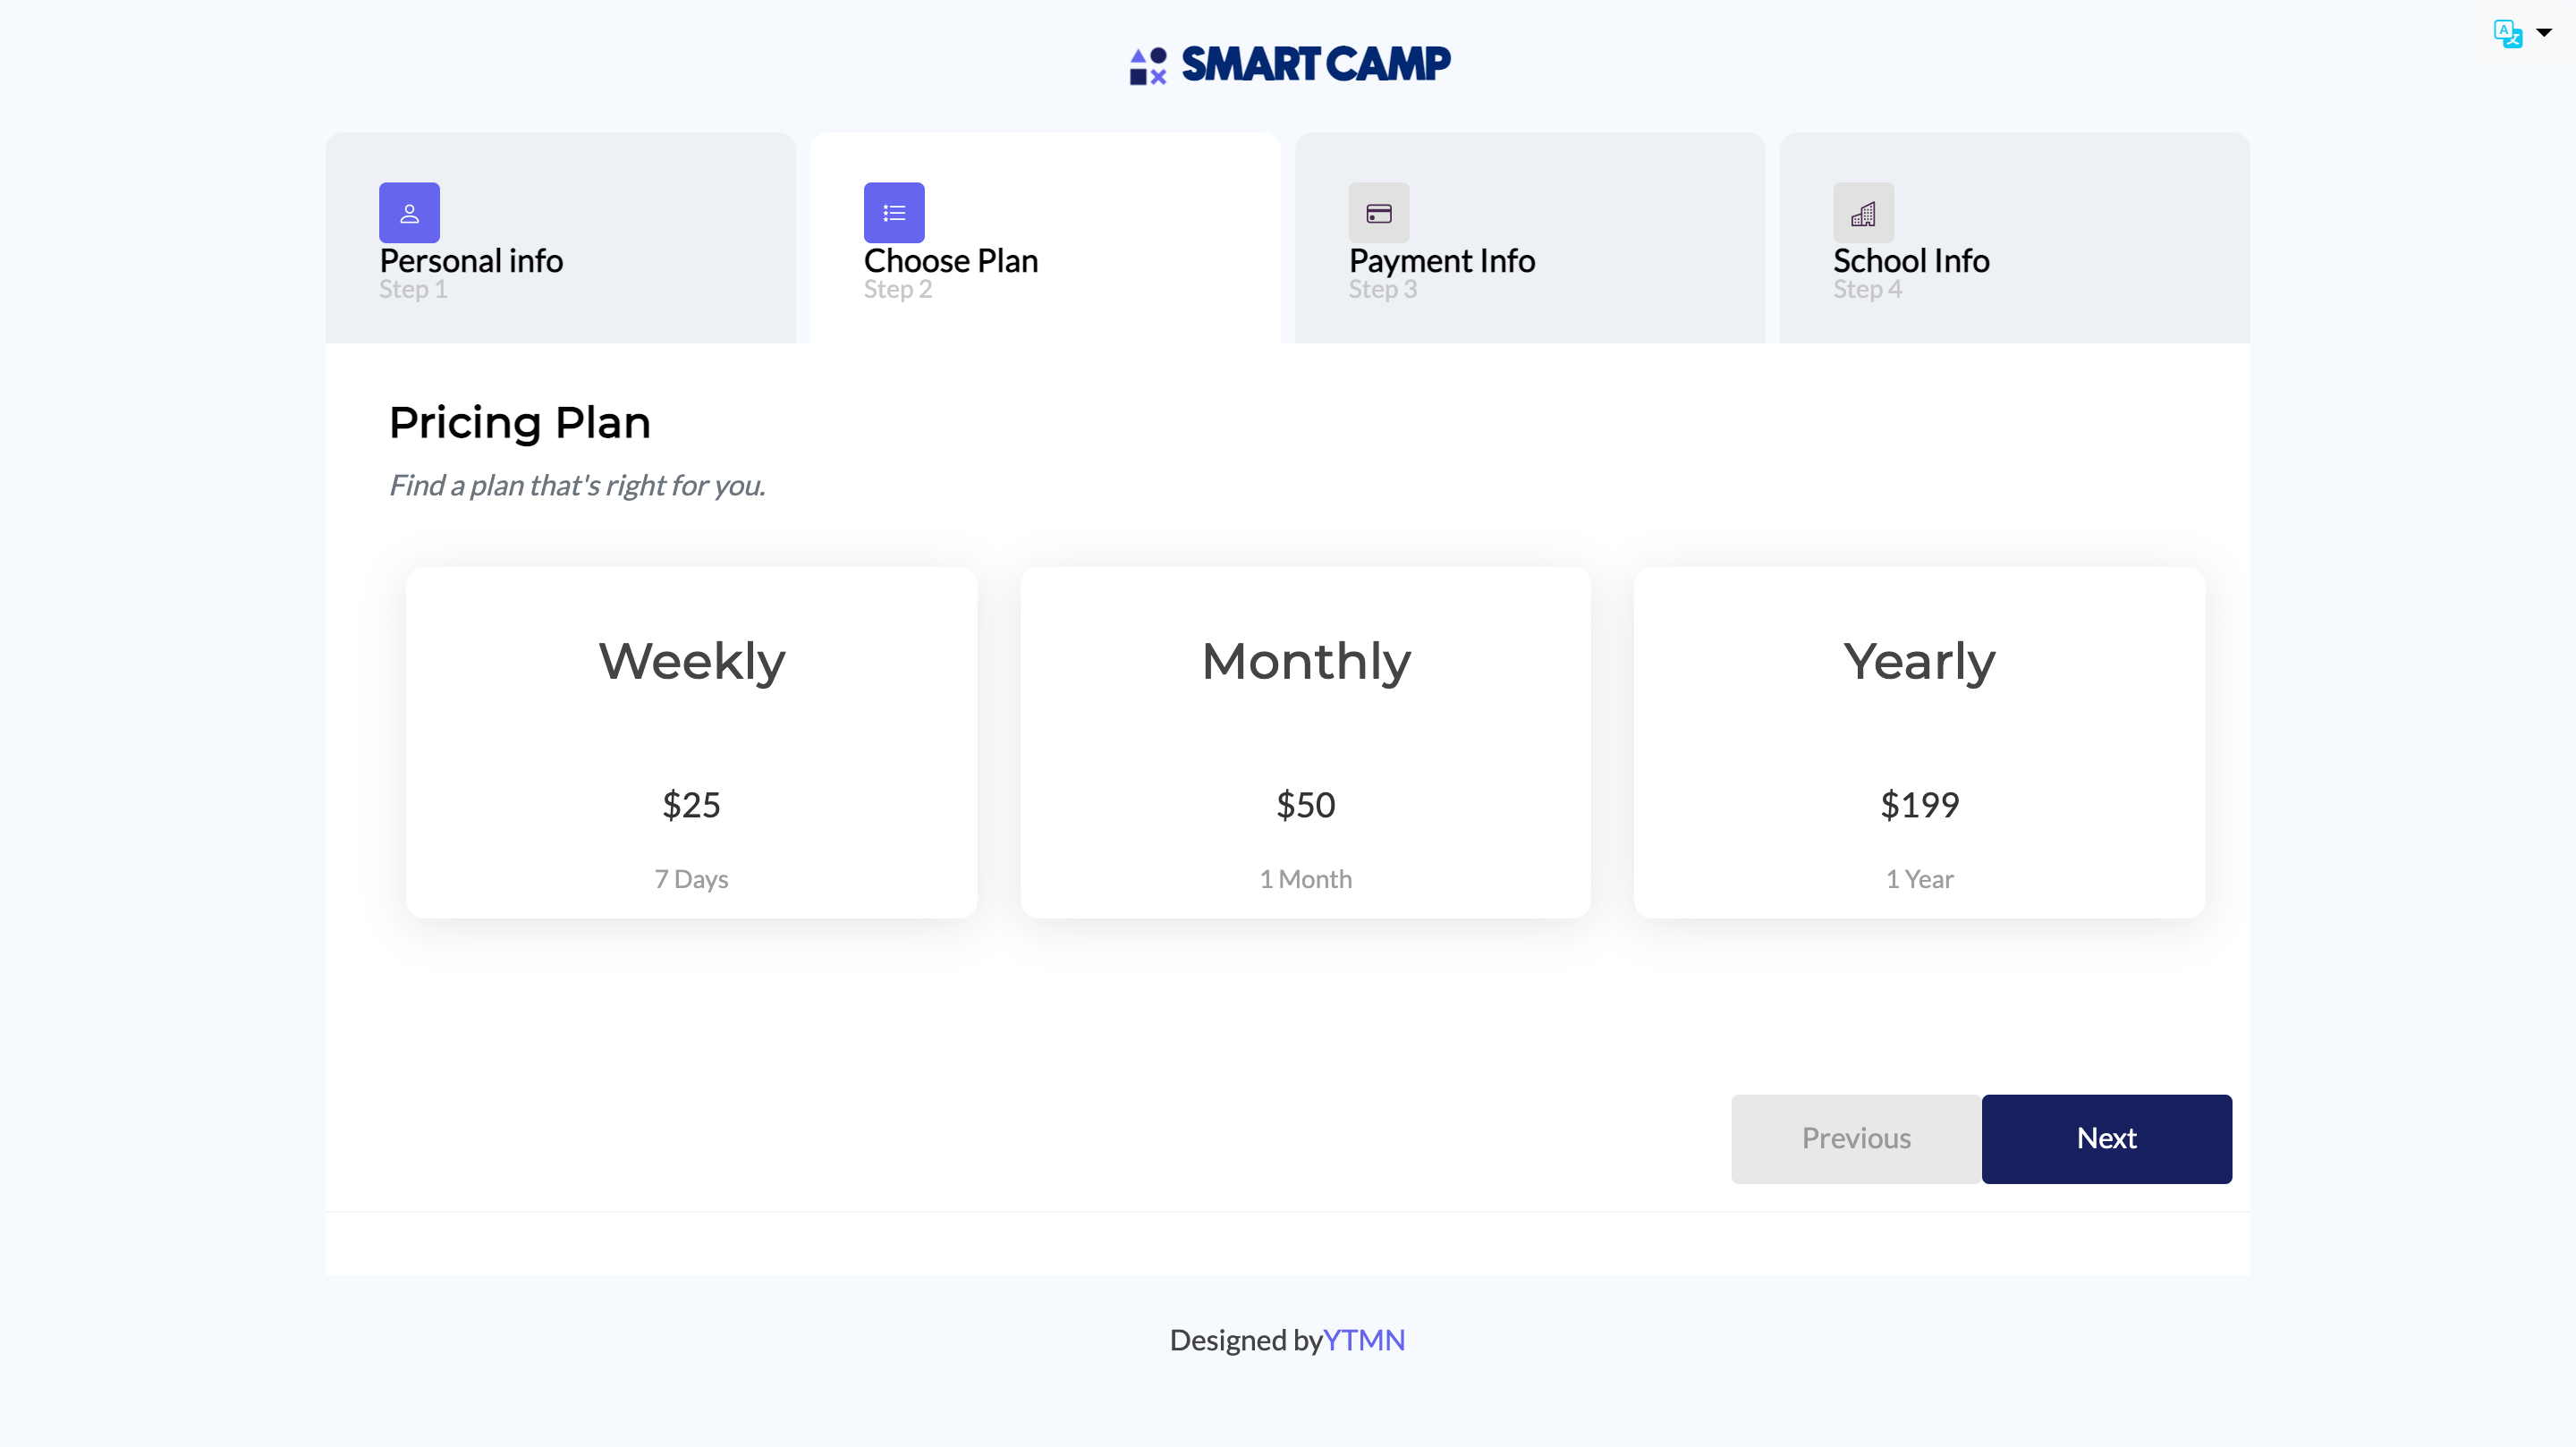 SMART CAMP
Personal info
Step 1
Choose Plan
Step 2
Payment Info
Step 3
School Info
Step 4
Pricing Plan
Find a plan that's right for you.
Weekly
$25
7 Days
Monthly
$50
1 Month
Yearly
$199
1 Year
Previous
Next
Designed byYTMN